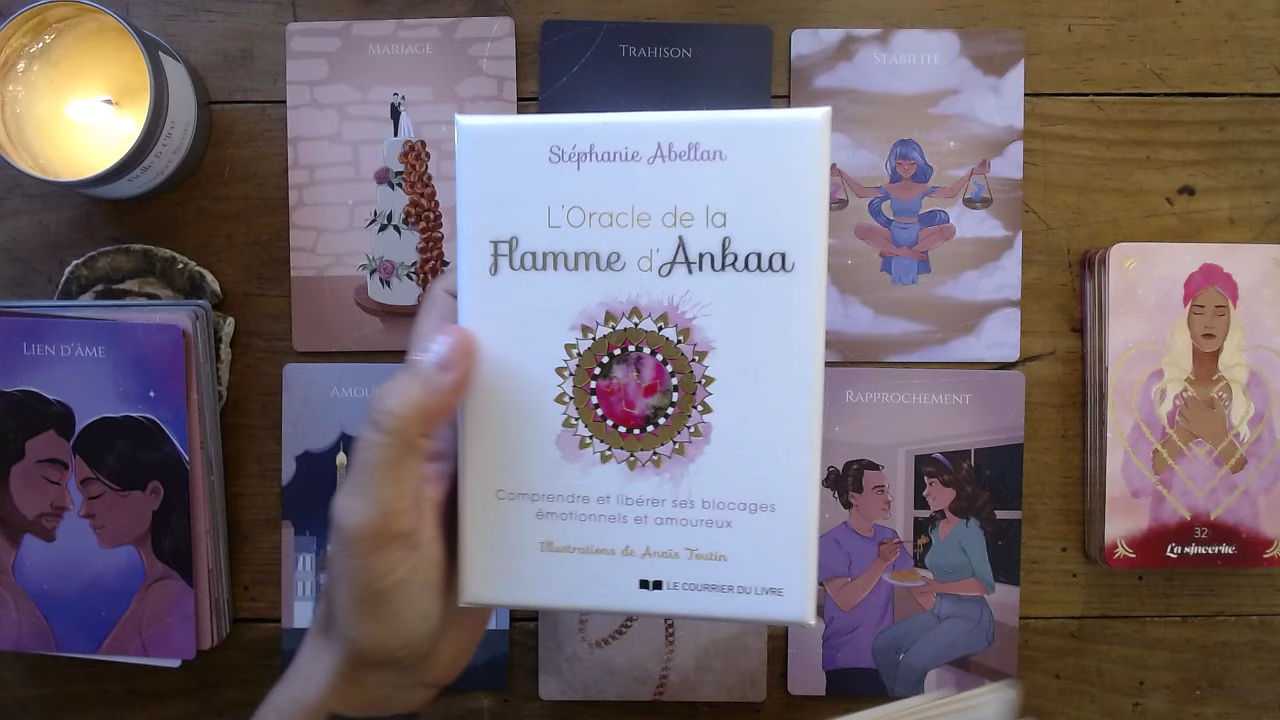 MARIAGE
TRAHISON
STABILITÉ
Stéphanie Abellan
L'Oracle de la
Flamme d'Ankaa
Comprendre et libérer ses blocages
émotionnels et amoureux
Illustrations de Anaïs Toutin
LE COURRIER DU LIVRE
LIEN D'ÂME
AMOU
RAPPROCHEMENT
32
La sincérité.